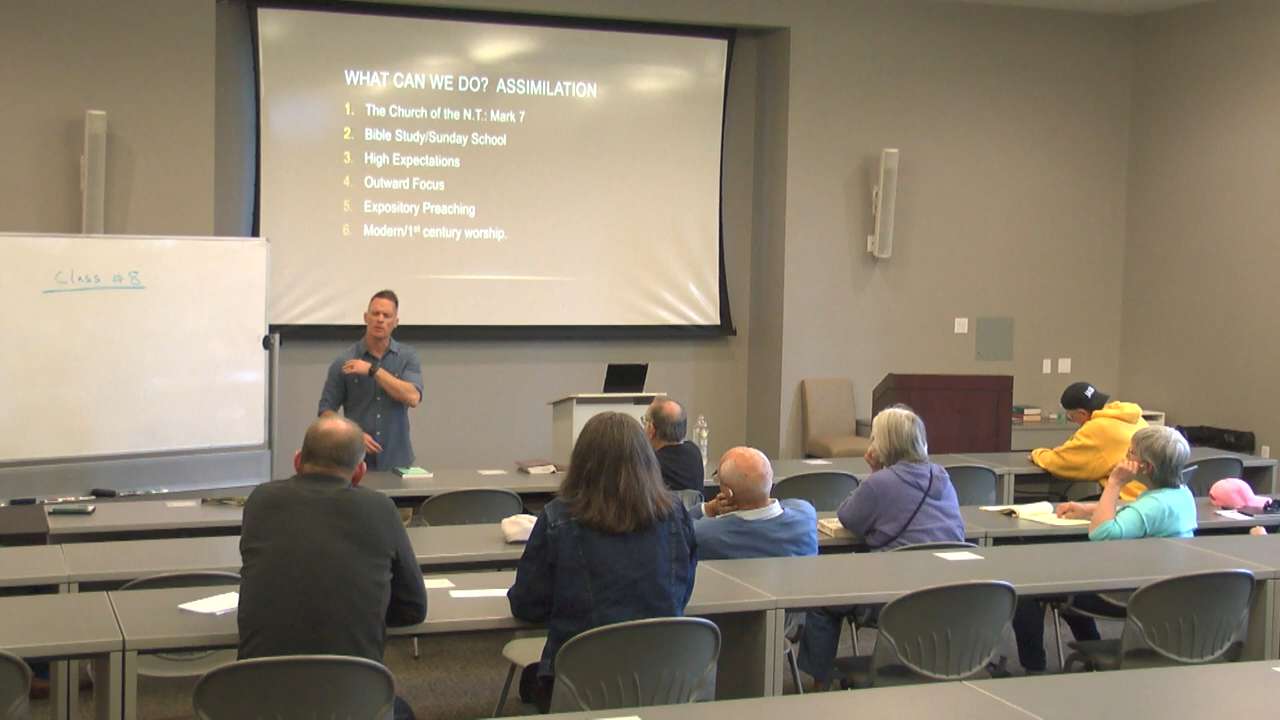 WHAT CAN WE DO? ASSIMILATION
1. The Church of the N.T.: Mark 7
2. Bible Study/Sunday School
3. High Expectations
4. Outward Focus
5. Expository Preaching
6. Modern/1st century worship.
Class #8